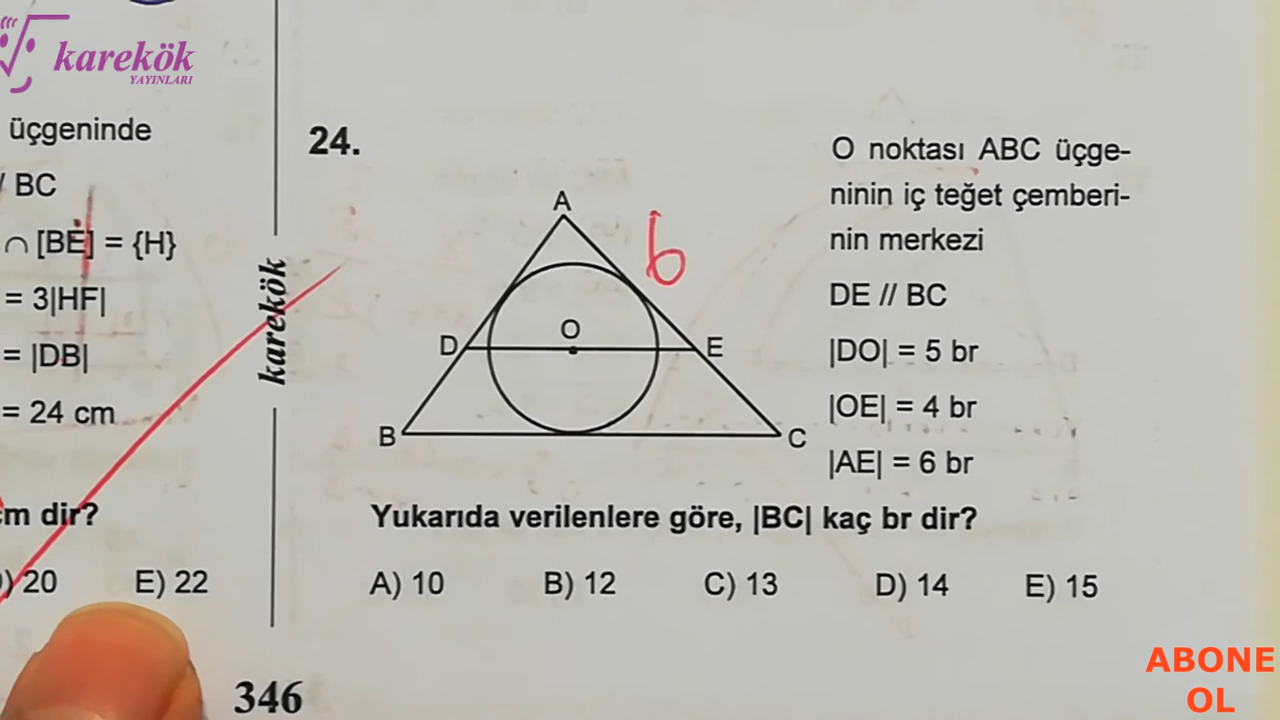 karekök
YAYINLARI
üçgeninde
/ BC
∩ [BE] = {H}
= 3|HF|
= |DB|
= 24 cm
cm dir?
) 20 E) 22
karekök
24.
A
6
D
O
E
B
C
O noktası ABC üçge-
ninin iç teğet çemberi-
nin merkezi
DE // BC
|DO| = 5 br
|OE| = 4 br
|AE| = 6 br
Yukarıda verilenlere göre, |BC| kaç br dir?
A) 10 B) 12 C) 13 D) 14 E) 15
346
ABONE
OL